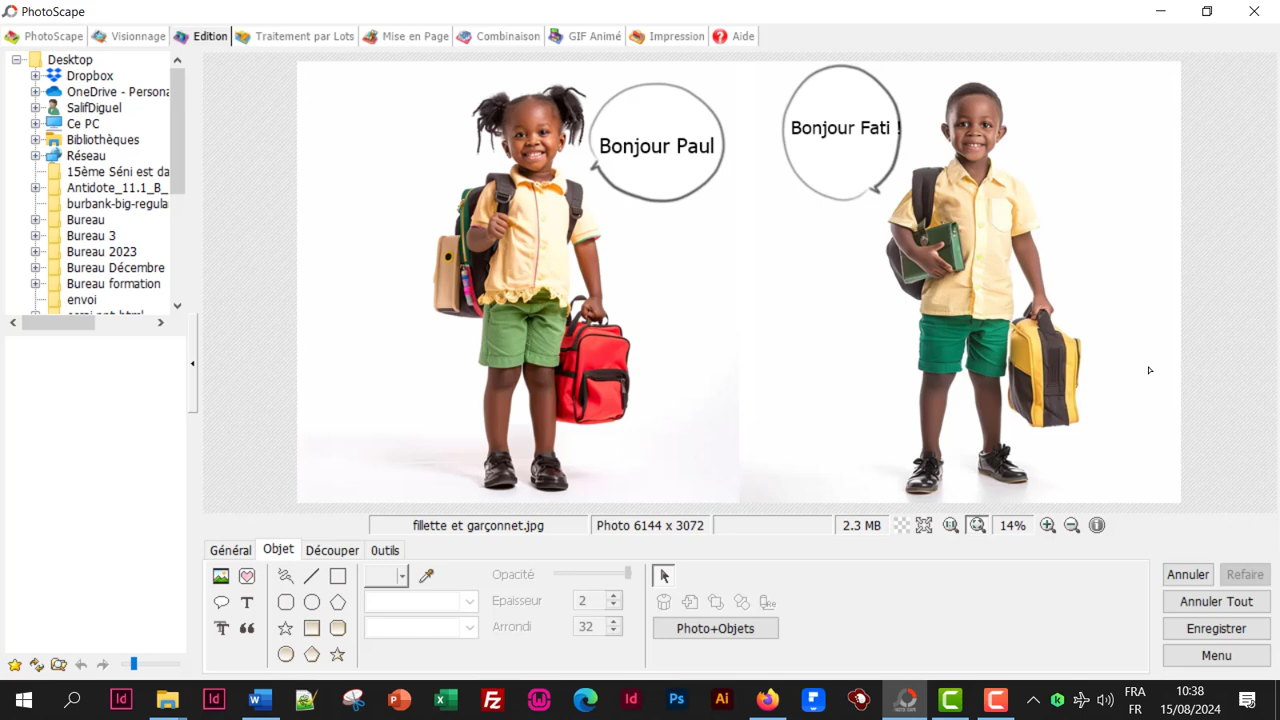 PhotoScape
PhotoScape
Visionnage
Edition
Traitement par Lots
Mise en Page
Combinaison
GIF Animé
Impression
Aide
Desktop
Dropbox
OneDrive - Persona
SalifDiguel
Ce PC
Bibliothèques
Réseau
15ème Séni est da
Antidote_11.1_B_
burbank-big-regula
Bureau
Bureau 3
Bureau 2023
Bureau Décembre
Bureau formation
envoi
Bonjour Paul
Bonjour Fati !
fillette et garçonnet.jpg
Photo 6144 x 3072
2.3 MB
14%
Général
Objet
Découper
Outils
Opacité
Epaisseur
2
Arrondi
32
Photo+Objets
Annuler
Refaire
Annuler Tout
Enregistrer
Menu
FRA
FR
10:38
15/08/2024